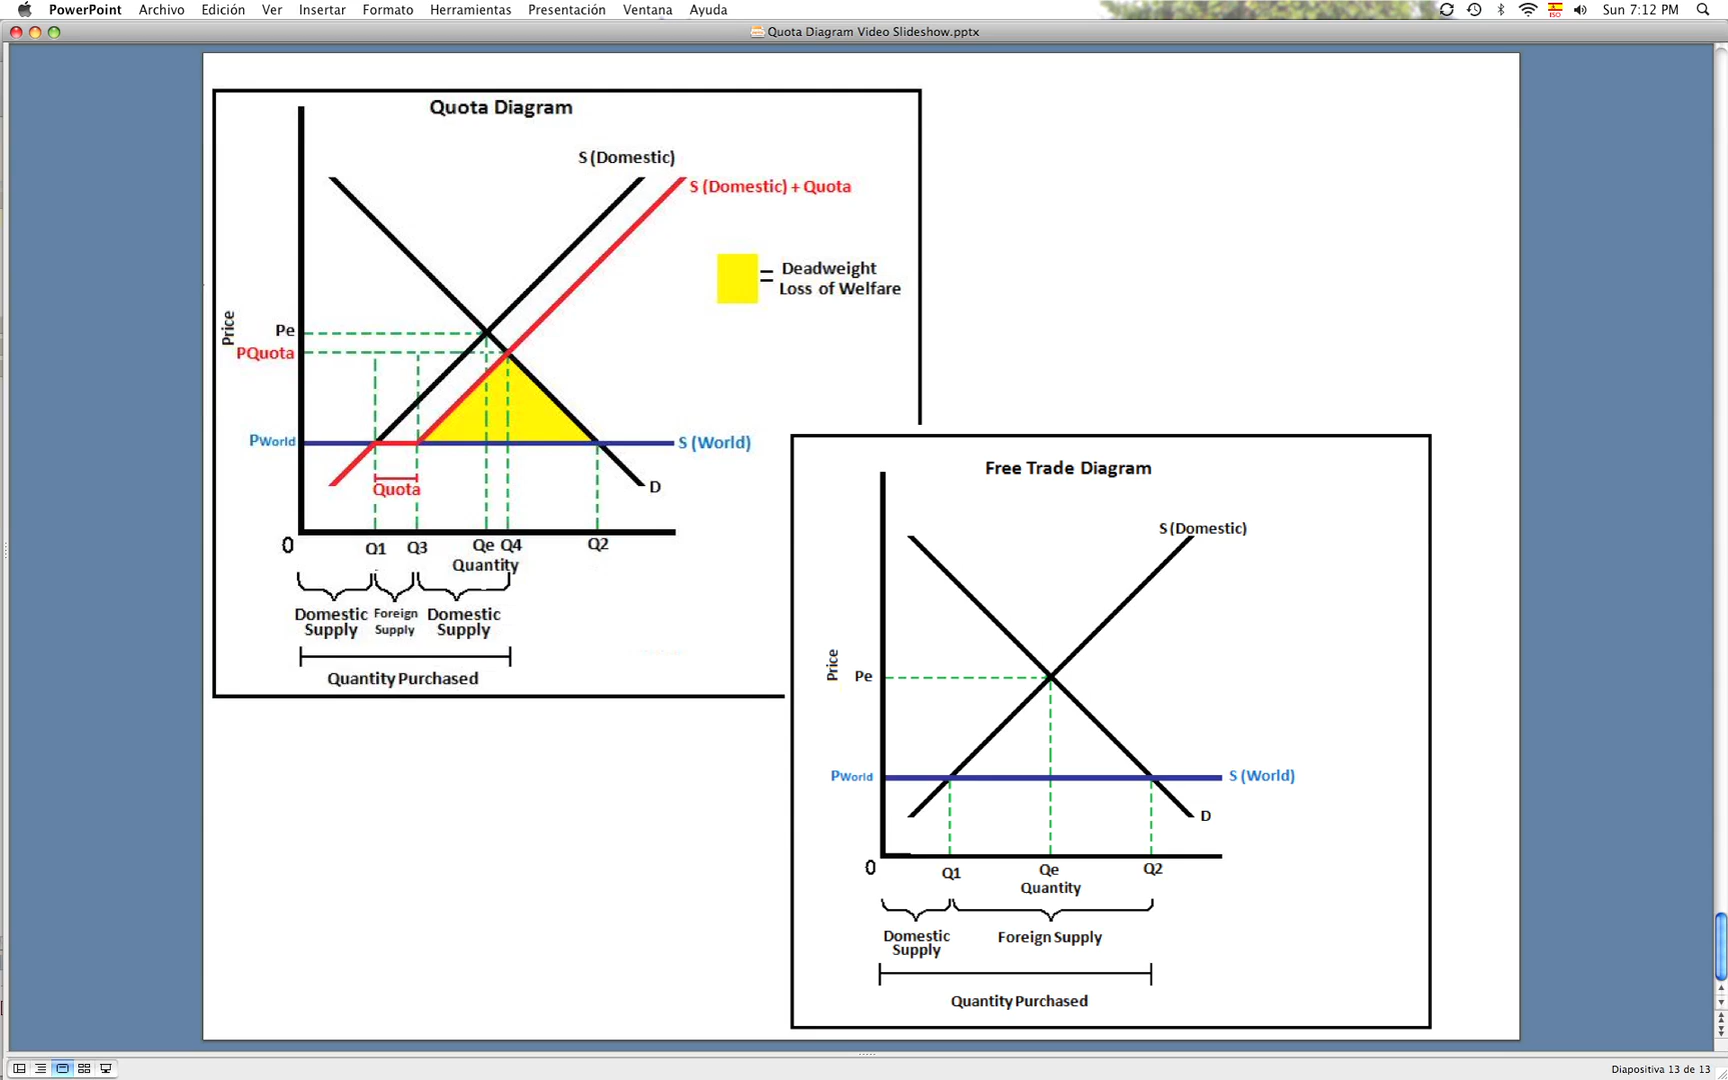 PowerPoint Archivo Edición Ver Insertar Formato Herramientas Presentación Ventana Ayuda
ISO
Sun 7:12 PM
Quota Diagram Video Slideshow.pptx
Quota Diagram
S (Domestic)
S (Domestic) + Quota
= Deadweight
Loss of Welfare
Price
Pe
PQuota
PWorld
S (World)
Quota
D
0
Q1 Q3 Qe Q4 Q2
Quantity
Domestic
Supply
Foreign
Supply
Domestic
Supply
Quantity Purchased
Free Trade Diagram
S (Domestic)
Price
Pe
PWorld
S (World)
D
0
Q1 Qe Q2
Quantity
Domestic
Supply
Foreign Supply
Quantity Purchased
Diapositiva 13 de 13